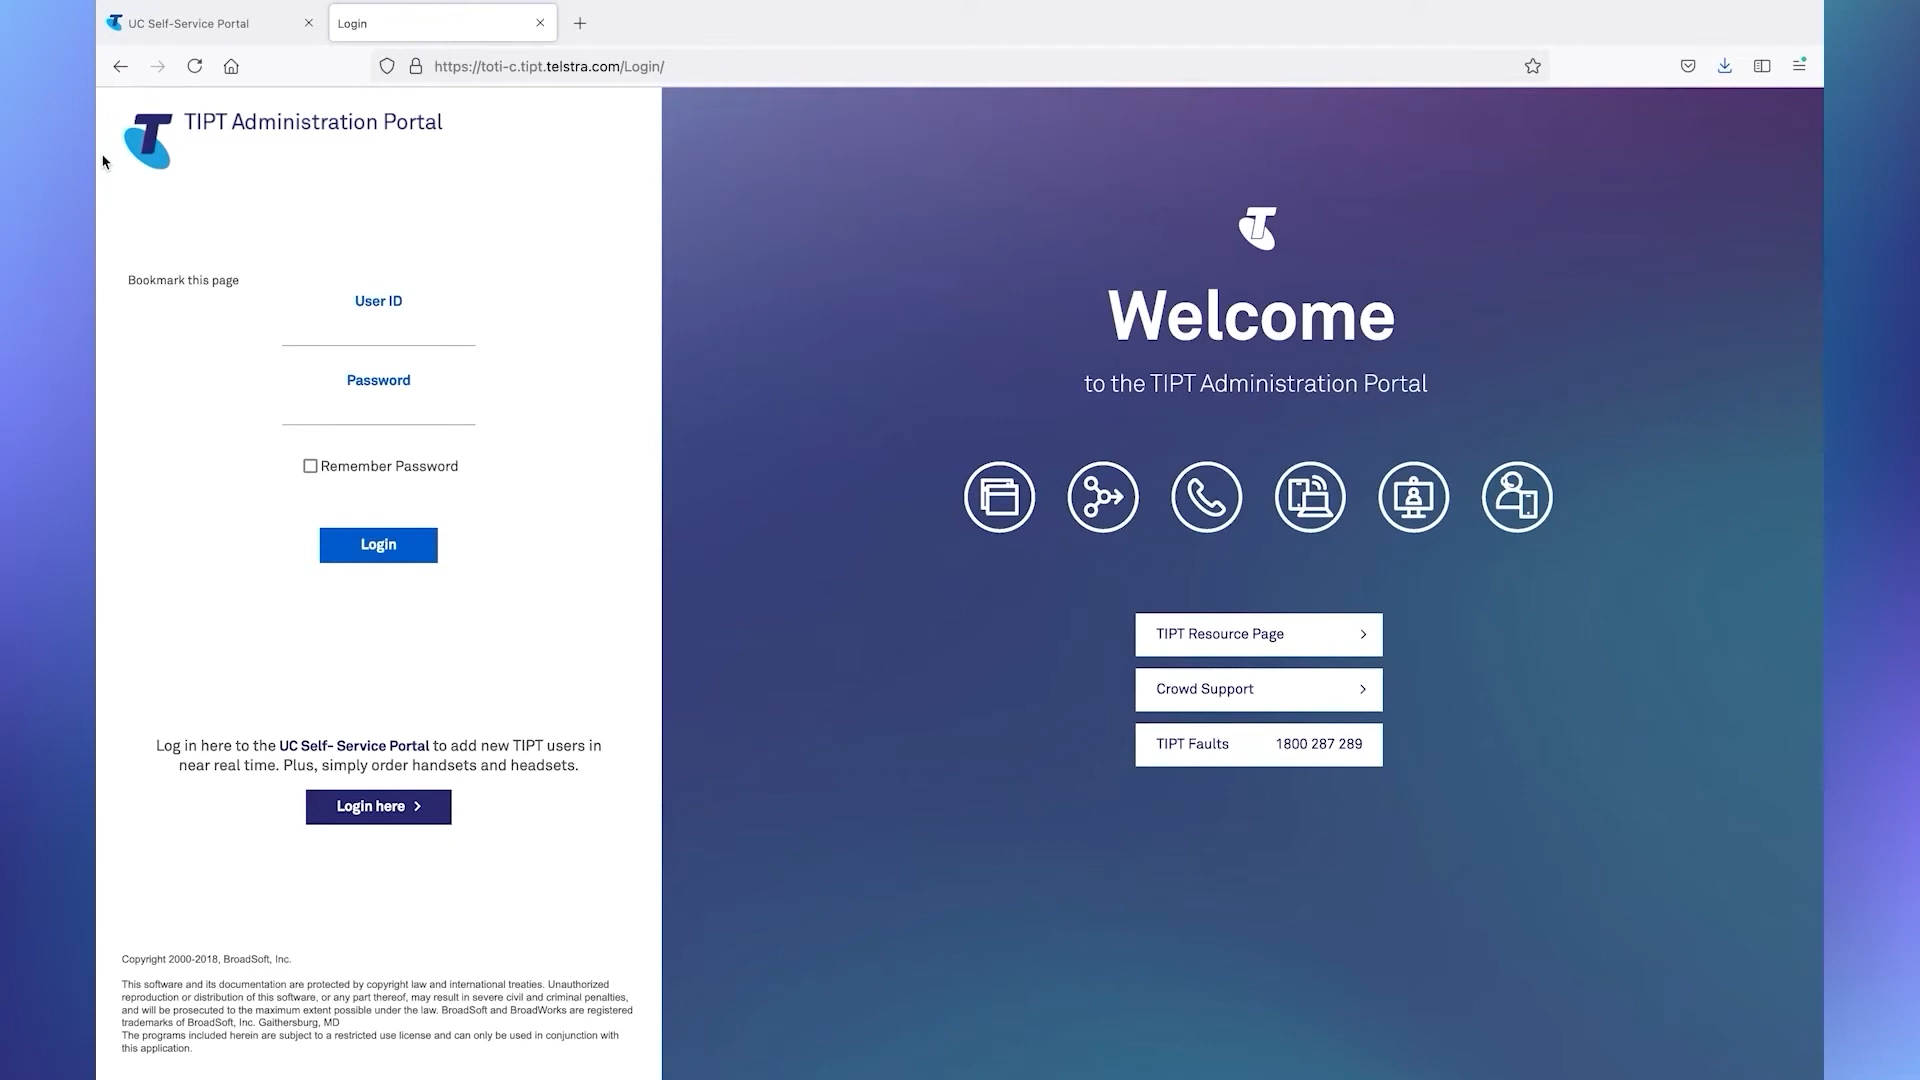 UC Self-Service Portal
Login
https://toti-c.tipt.telstra.com/Login/
TIPT Administration Portal
Bookmark this page
User ID
Password
Remember Password
Login
Log in here to the UC Self- Service Portal to add new TIPT users in
near real time. Plus, simply order handsets and headsets.
Login here
Copyright 2000-2018, BroadSoft, Inc.
This software and its documentation are protected by copyright law and international treaties. Unauthorized
reproduction or distribution of this software, or any part thereof, may result in severe civil and criminal penalties,
and will be prosecuted to the maximum extent possible under the law. BroadSoft and BroadWorks are registered
trademarks of BroadSoft, Inc. Gaithersburg, MD
The programs included herein are subject to a restricted use license and can only be used in conjunction with
this application.
Welcome
to the TIPT Administration Portal
TIPT Resource Page
Crowd Support
TIPT Faults 1800 287 289